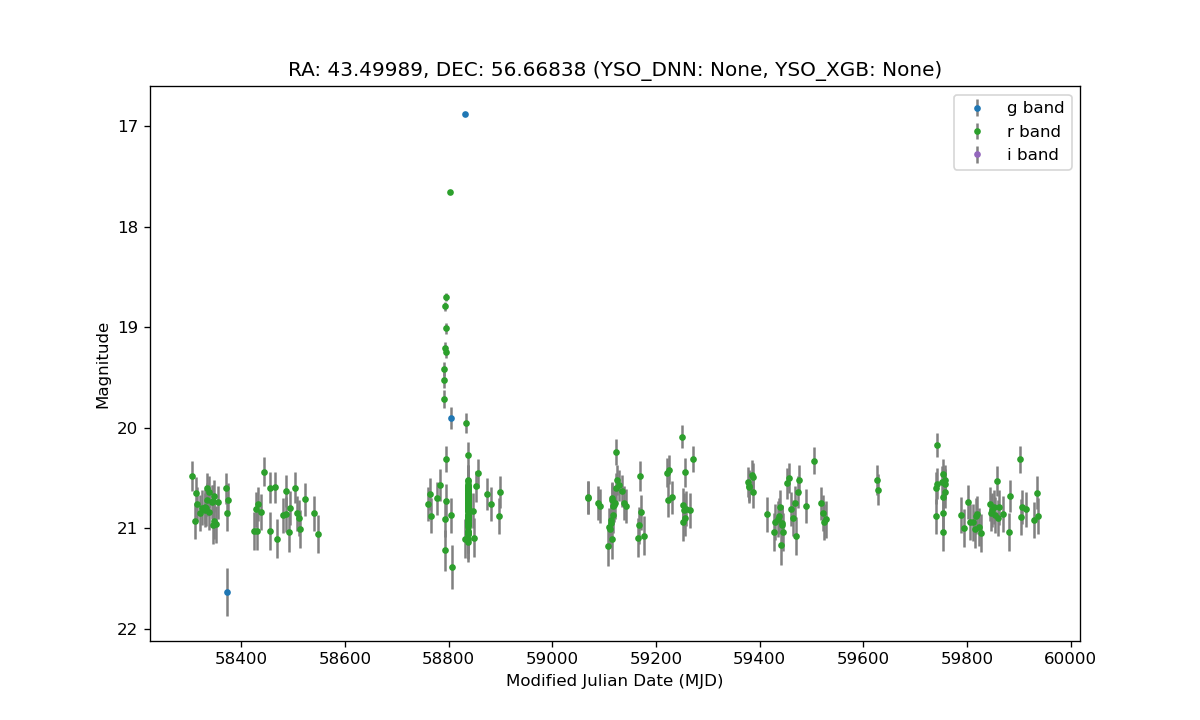 RA: 43.49989, DEC: 56.66838 (YSO_DNN: None, YSO_XGB: None)
g band
r band
i band
17
18
19
20
21
22
Magnitude
58400 58600 58800 59000 59200 59400 59600 59800 60000
Modified Julian Date (MJD)